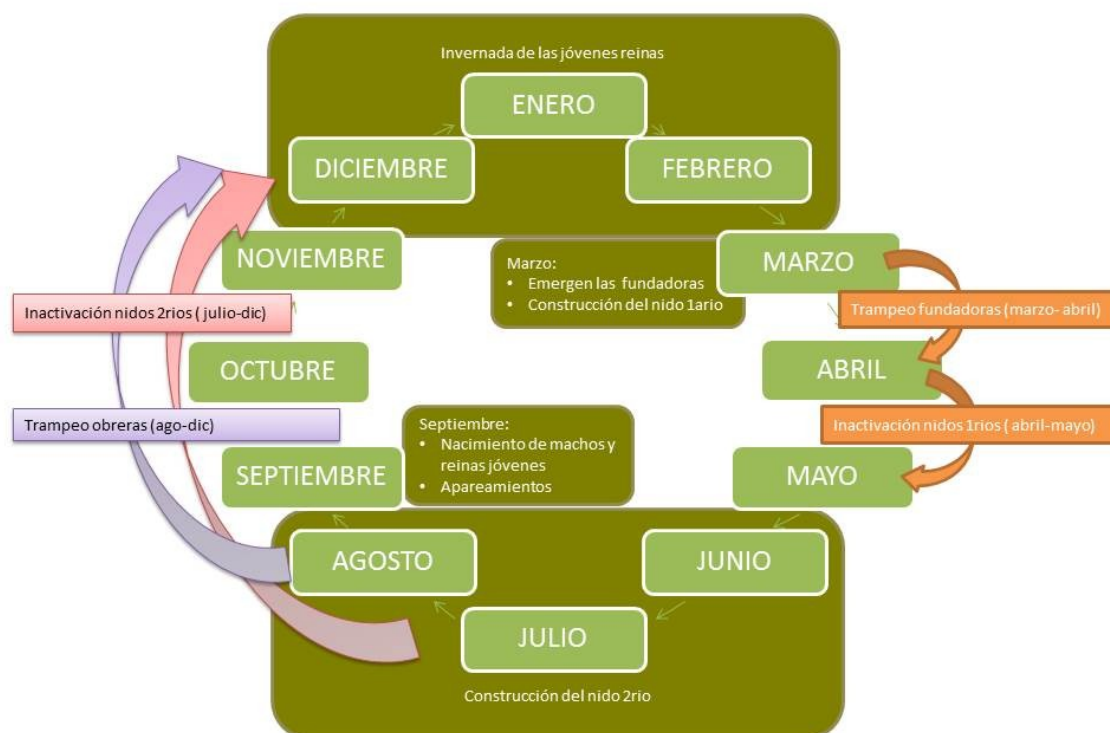 Invernada de las jóvenes reinas
ENERO
DICIEMBRE
FEBRERO
NOVIEMBRE
Marzo:
• Emergen las fundadoras
• Construcción del nido 1ario
MARZO
Inactivación nidos 2rios ( julio-dic)
Trampeo fundadoras (marzo- abril)
OCTUBRE
ABRIL
Trampeo obreras (ago-dic)
Septiembre:
• Nacimiento de machos y
reinas jóvenes
• Apareamientos
Inactivación nidos 1rios ( abril-mayo)
SEPTIEMBRE
MAYO
AGOSTO
JUNIO
JULIO
Construcción del nido 2rio